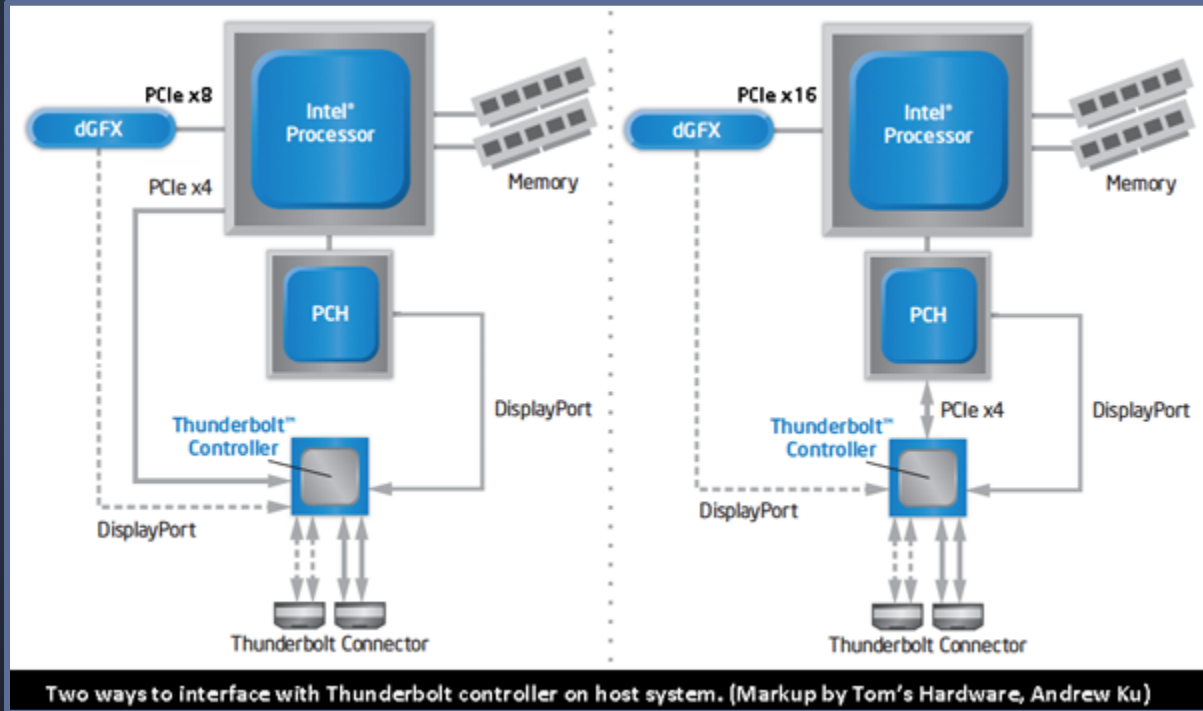 PCIe x8
dGFX
PCIe x4
Intel®
Processor
Memory
PCH
DisplayPort
Thunderbolt™
Controller
DisplayPort
Thunderbolt Connector
PCIe x16
dGFX
Intel®
Processor
Memory
PCH
PCIe x4
DisplayPort
Thunderbolt™
Controller
DisplayPort
Thunderbolt Connector
Two ways to interface with Thunderbolt controller on host system. (Markup by Tom's Hardware, Andrew Ku)